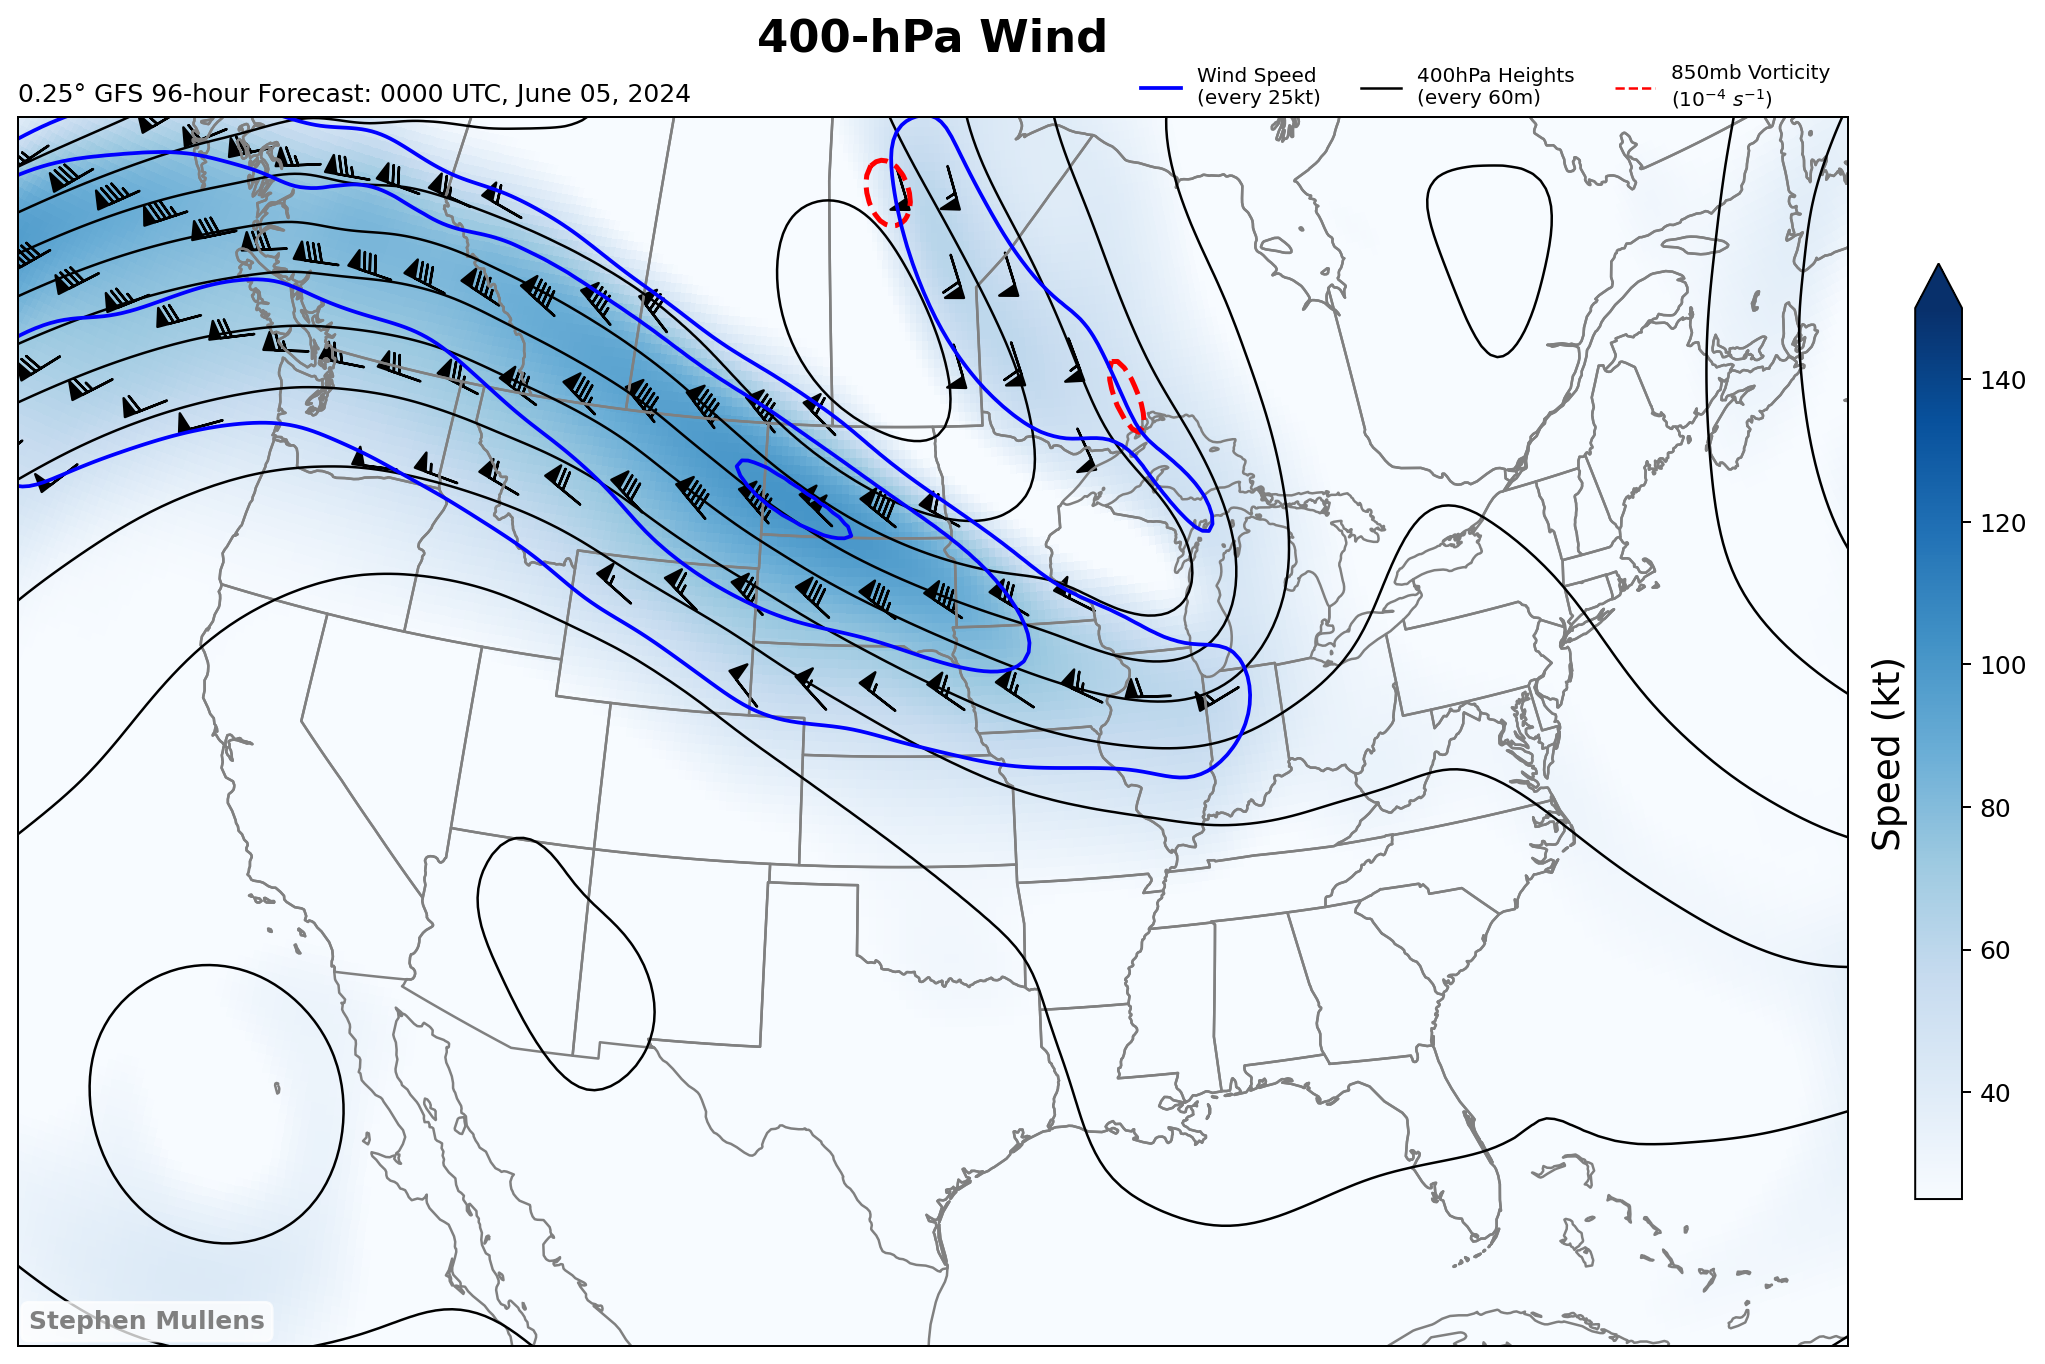 400-hPa Wind
0.25° GFS 96-hour Forecast: 0000 UTC, June 05, 2024
Wind Speed
(every 25kt)
400hPa Heights
(every 60m)
850mb Vorticity
(10⁻⁴ s⁻¹)
140
120
100
80
60
40
Speed (kt)
Stephen Mullens